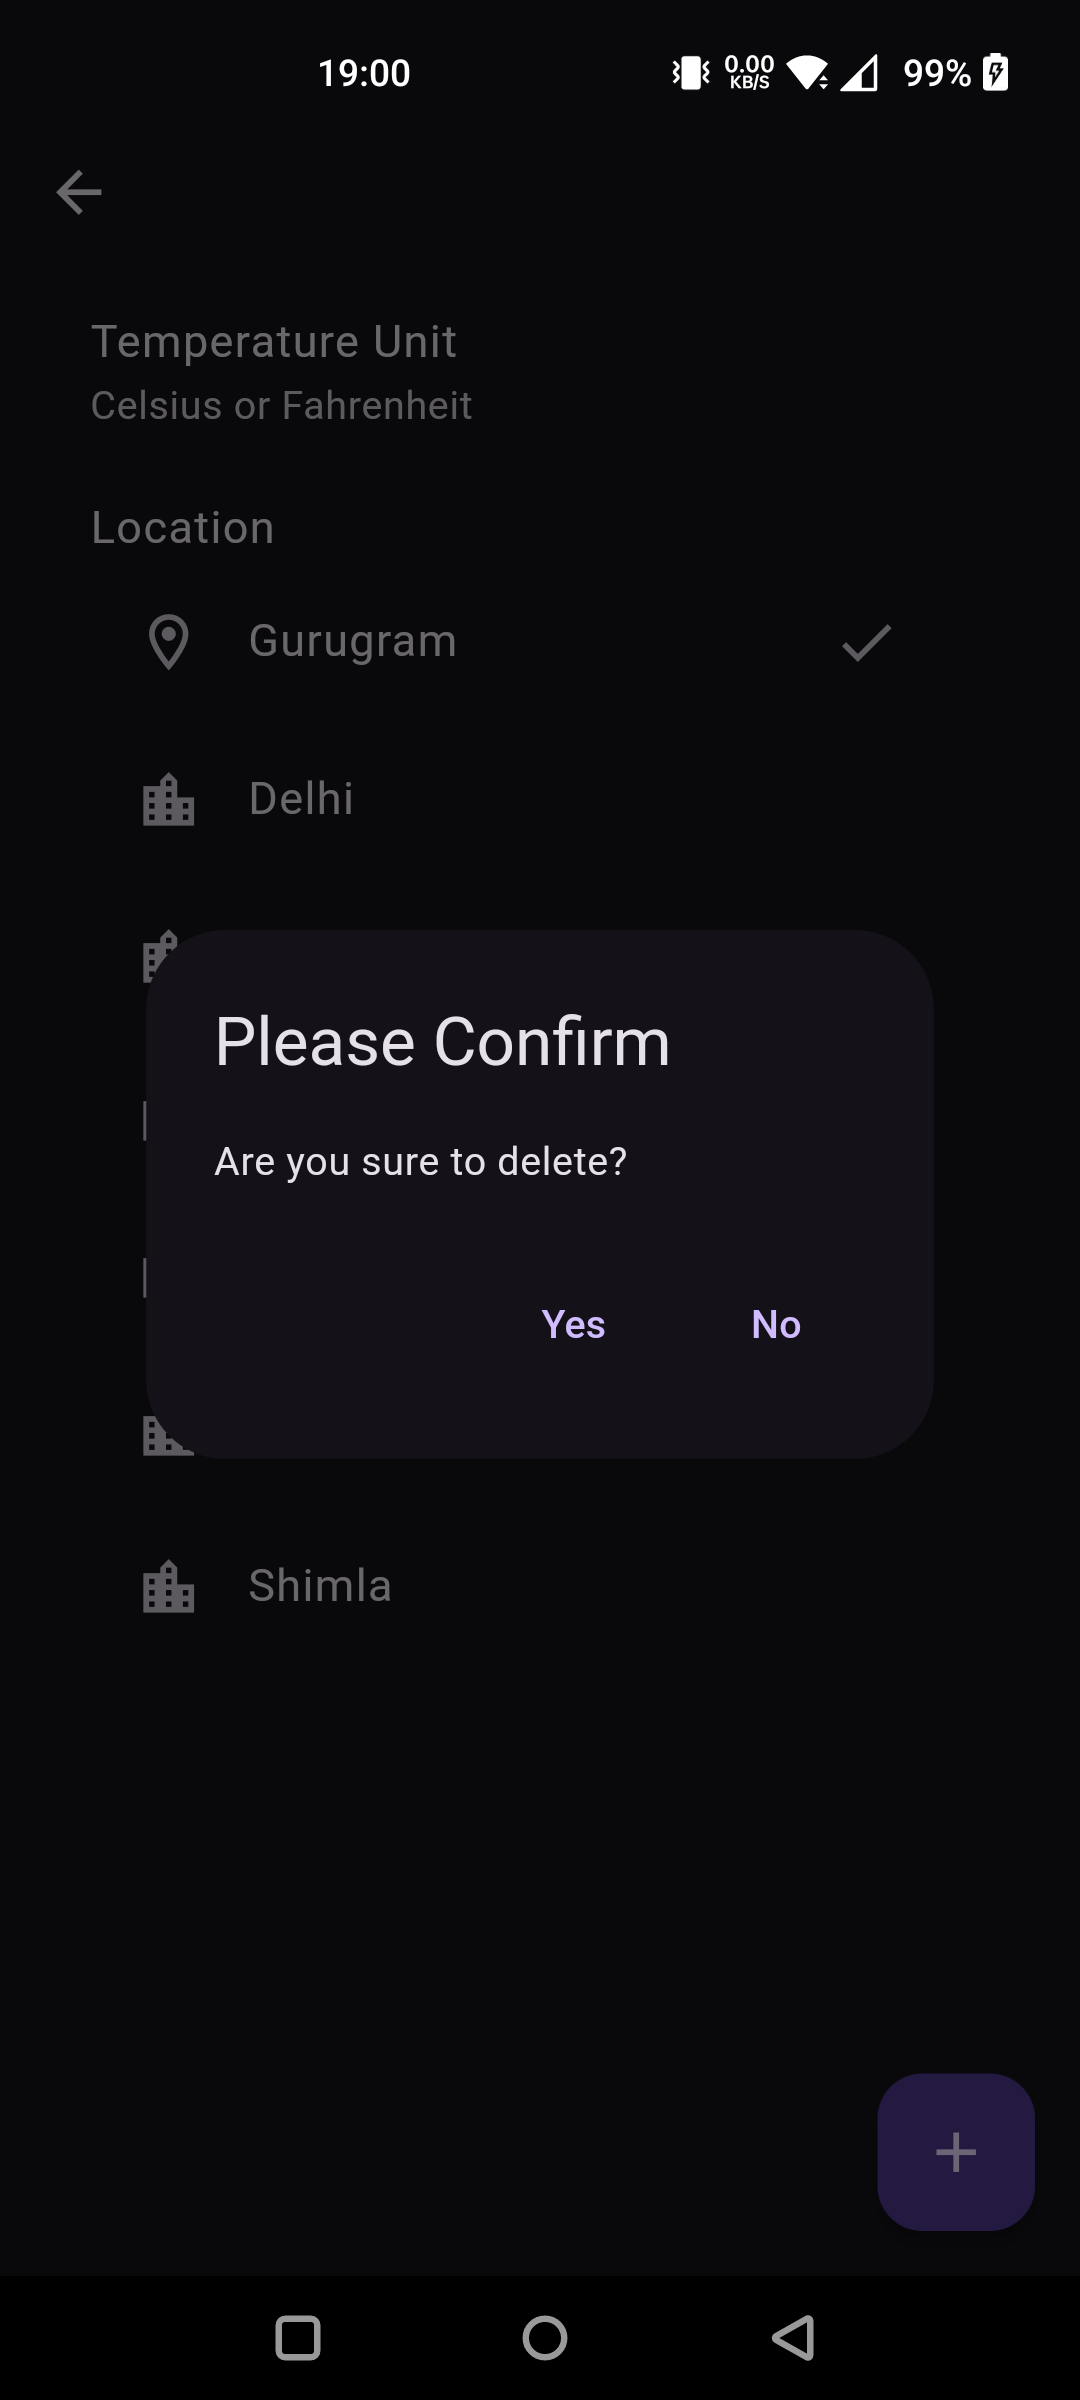 19:00
0.00
KB/S
99%
Temperature Unit
Celsius or Fahrenheit
Location
Gurugram
Delhi
Please Confirm
Are you sure to delete?
Yes
No
Shimla